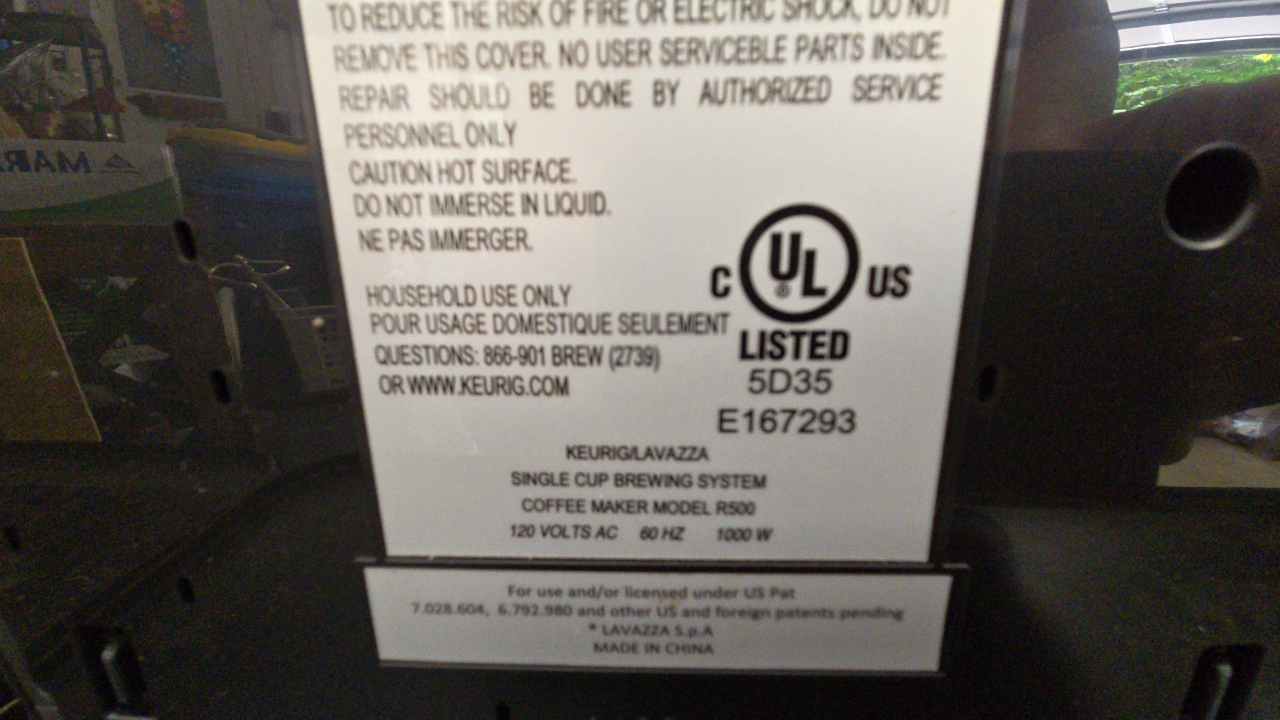 TO REDUCE THE RISK OF FIRE OR ELECTRIC SHOCK, DO NOT
REMOVE THIS COVER. NO USER SERVICEBLE PARTS INSIDE.
REPAIR SHOULD BE DONE BY AUTHORIZED SERVICE
PERSONNEL ONLY
CAUTION HOT SURFACE.
DO NOT IMMERSE IN LIQUID.
NE PAS IMMERGER.
HOUSEHOLD USE ONLY
POUR USAGE DOMESTIQUE SEULEMENT
QUESTIONS: 866-901 BREW (2739)
OR WWW.KEURIG.COM
C UL ® US
LISTED
5D35
E167293
KEURIG/LAVAZZA
SINGLE CUP BREWING SYSTEM
COFFEE MAKER MODEL R500
120 VOLTS AC 60 HZ 1000 W
For use and/or licensed under US Pat
7.028.604, 6.792.980 and other US and foreign patents pending
* LAVAZZA S.p.A
MADE IN CHINA